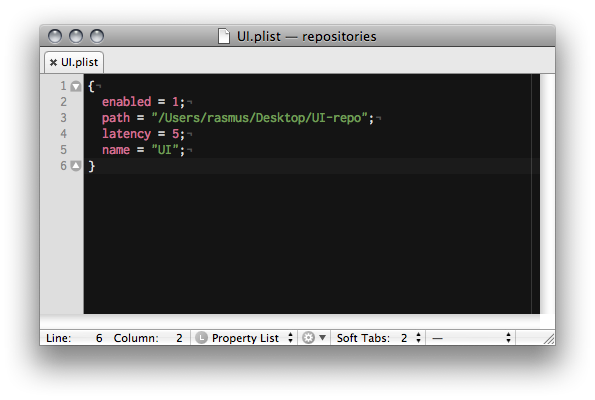 UI.plist — repositories
× UI.plist
1 {¬
2 enabled = 1;¬
3 path = "/Users/rasmus/Desktop/UI-repo";¬
4 latency = 5;¬
5 name = "UI";¬
6 }
Line: 6 Column: 2 L Property List Soft Tabs: 2 —